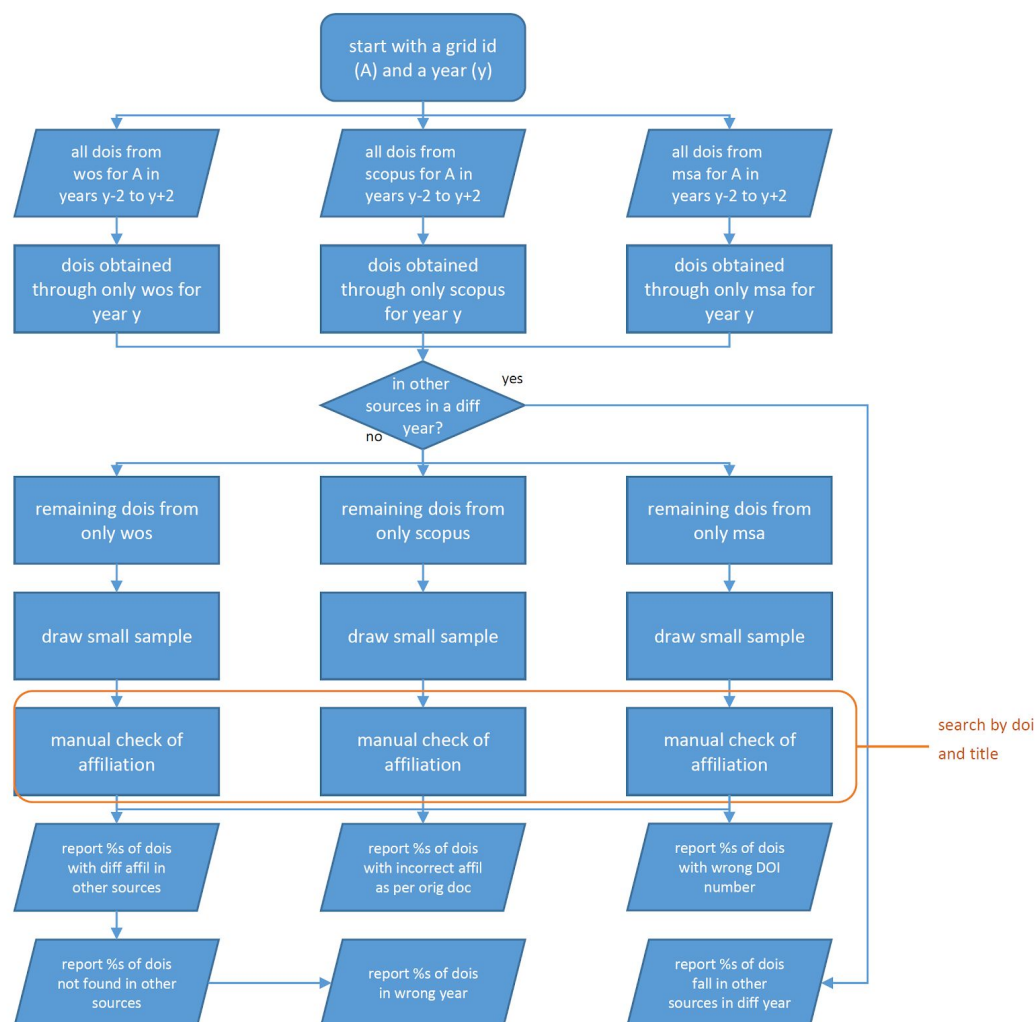 start with a grid id
(A) and a year (y)
all dois from
wos for A in
years y-2 to y+2
all dois from
scopus for A in
years y-2 to y+2
all dois from
msa for A in
years y-2 to y+2
dois obtained
through only wos for
year y
dois obtained
through only scopus
for year y
dois obtained
through only msa for
year y
in other
sources in a diff
year?
yes
no
remaining dois from
only wos
remaining dois from
only scopus
remaining dois from
only msa
draw small sample
draw small sample
draw small sample
manual check of
affiliation
manual check of
affiliation
manual check of
affiliation
search by doi
and title
report %s of dois
with diff affil in
other sources
report %s of dois
with incorrect affil
as per orig doc
report %s of dois
with wrong DOI
number
report %s of dois
not found in other
sources
report %s of dois
in wrong year
report %s of dois
fall in other
sources in diff year